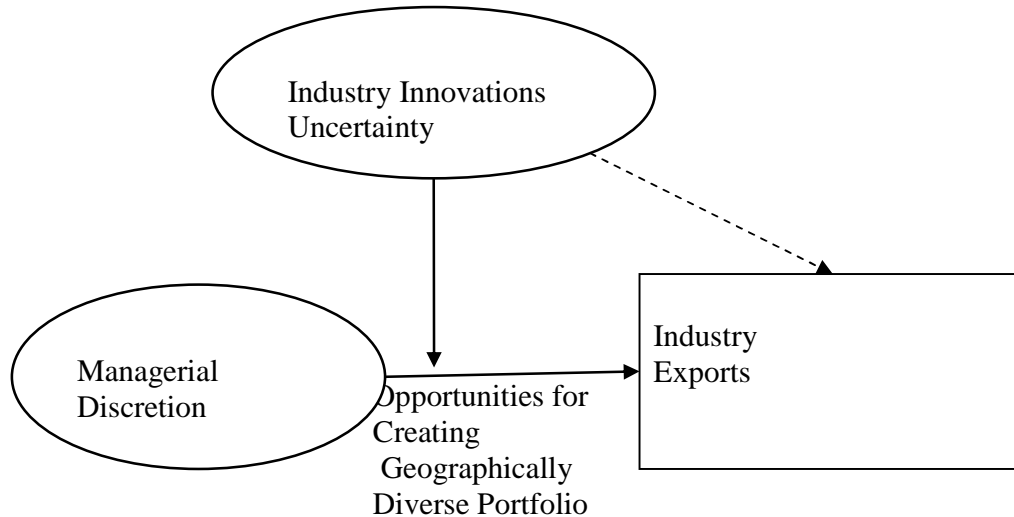 Industry Innovations
Uncertainty
Managerial
Discretion
Opportunities for
Creating
Geographically
Diverse Portfolio
Industry
Exports